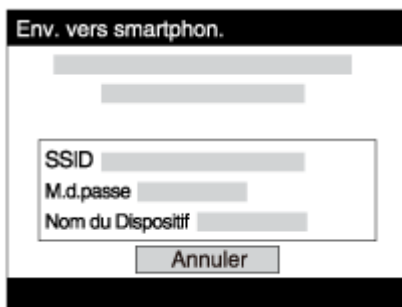 Env. vers smartphon.
SSID
M.d.passe
Nom du Dispositif
Annuler